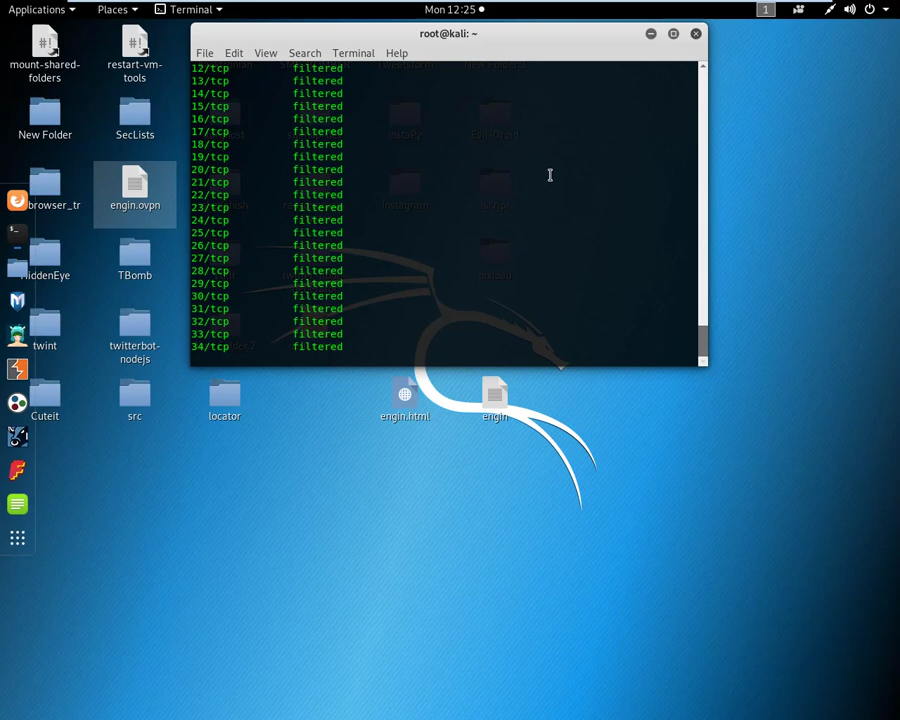 Applications Places Terminal Mon 12:25 1
root@kali: ~
File Edit View Search Terminal Help
12/tcp filtered
13/tcp filtered
14/tcp filtered
15/tcp filtered
16/tcp filtered
17/tcp filtered
18/tcp filtered
19/tcp filtered
20/tcp filtered
21/tcp filtered
22/tcp filtered
23/tcp filtered
24/tcp filtered
25/tcp filtered
26/tcp filtered
27/tcp filtered
28/tcp filtered
29/tcp filtered
30/tcp filtered
31/tcp filtered
32/tcp filtered
33/tcp filtered
34/tcp filtered
mount-shared-
folders
restart-vm-
tools
New Folder
SecLists
browser_tr
engin.ovpn
HiddenEye
TBomb
twint
twitterbot-
nodejs
Cuteit
src
locator
engin.html
engin
InstaPy
Evil-Droid
Instagram